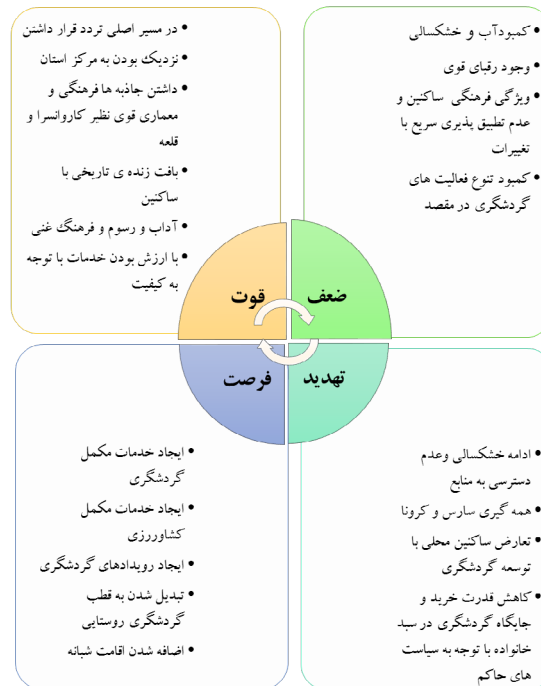 • کمبودآب و خشکسالی
• وجود رقبای قوی
• ویژگی فرهنگی ساکنین و
عدم تطبیق پذیری سریع با
تغییرات
• کمبود تنوع فعالیت های
گردشگری در مقصد
ضعف
• در مسیر اصلی تردد قرار داشتن
• نزدیک بودن به مرکز استان
• داشتن جاذبه ها فرهنگی و
معماری قوی نظیر کاروانسرا و
قلعه
• بافت زنده ی تاریخی با
ساکنین
• آداب و رسوم و فرهنگ غنی
• با ارزش بودن خدمات با توجه
به کیفیت
قوت
تهدید
• ادامه خشکسالی وعدم
دسترسی به منابع
• همه گیری سارس و کرونا
• تعارض ساکنین محلی با
توسعه گردشگری
• کاهش قدرت خرید و
جایگاه گردشگری در سبد
خانواده با توجه به سیاست
های حاکم
فرصت
• ایجاد خدمات مکمل
گردشگری
• ایجاد خدمات مکمل
کشاورزی
• ایجاد رویدادهای گردشگری
• تبدیل شدن به قطب
گردشگری روستایی
• اضافه شدن اقامت شبانه